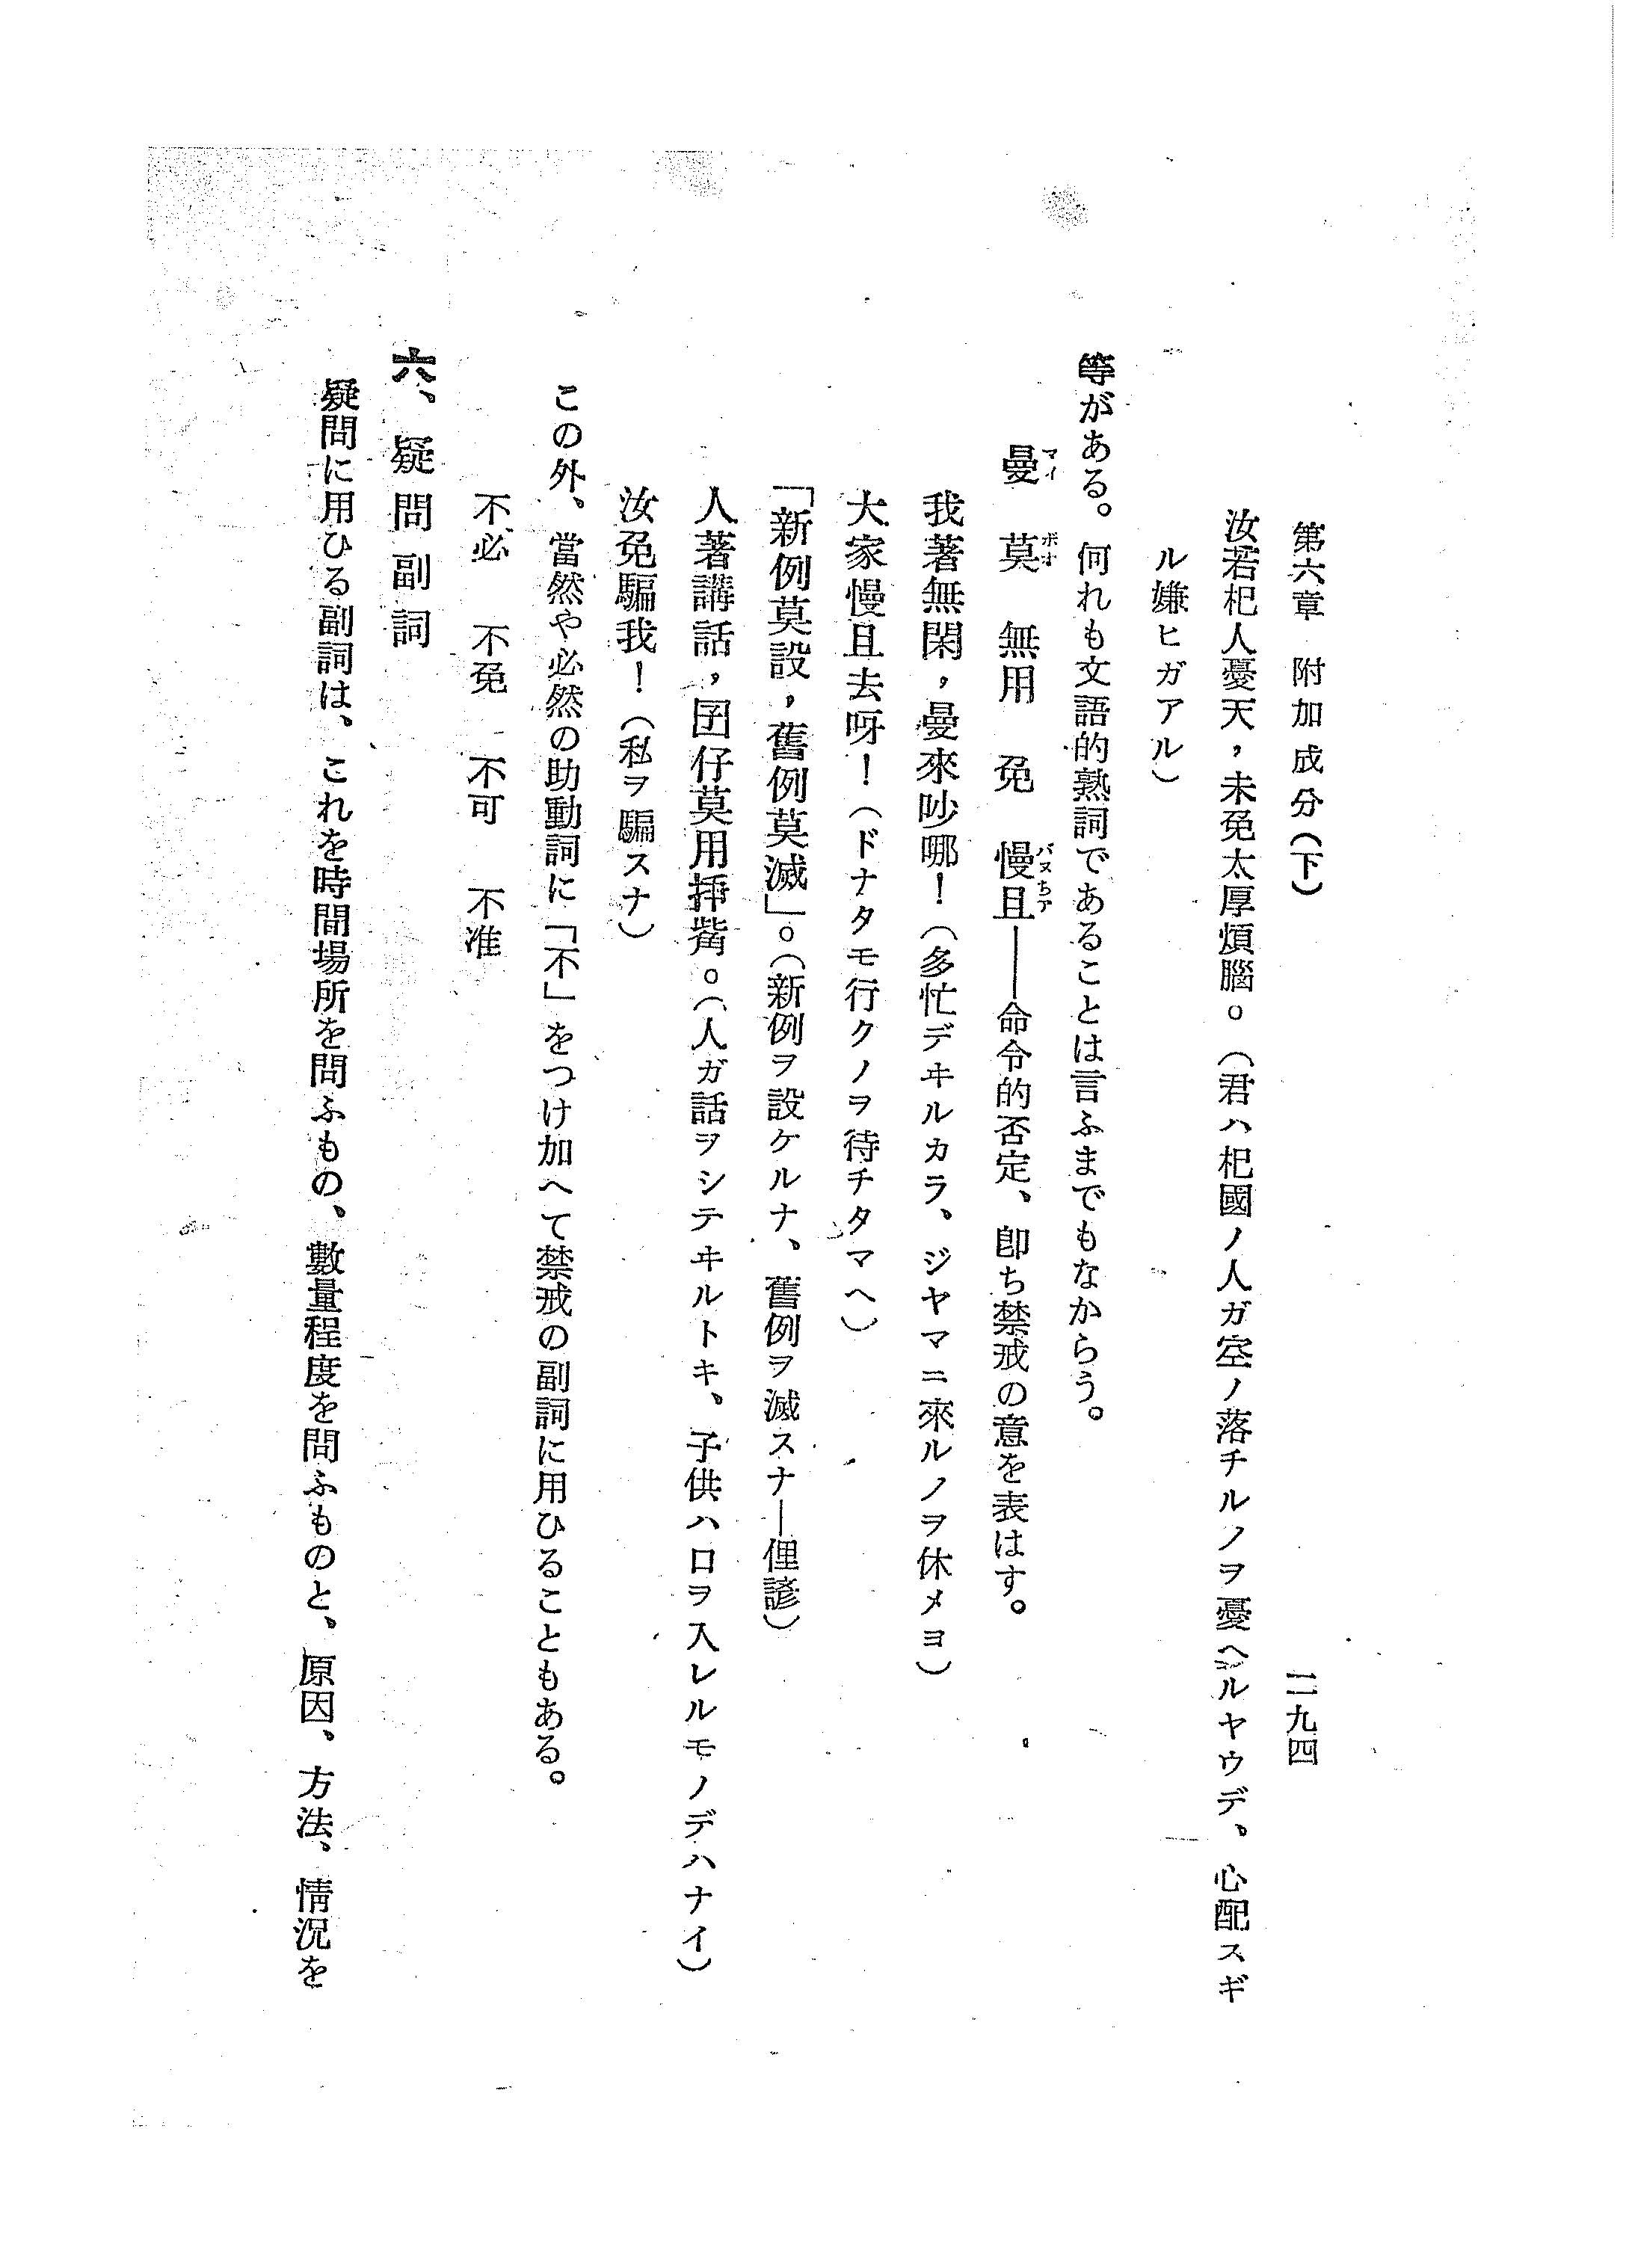 第六章　附加成分(下)
二九四
汝若杞人憂天，未免太厚煩腦。（君ハ杞國ノ人ガ空ノ落チルノヲ憂ヘルヤウデ、心配スギ
ル嫌ヒガアル）
等がある。何れも文語的熟詞であることは言ふまでもなからう。
曼　莫　無用　免　慢且――命令的否定、卽ち禁戒の意を表はす。
マイ　ボオ　バヌちア
我著無閑，曼來吵哪！（多忙デヰルカラ、ジヤマニ來ルノヲ休メヨ）
大家慢且去呀！（ドナタモ行クノヲ待チタマヘ）
「新例莫設，舊例莫滅」。（新例ヲ設ケルナ、舊例ヲ滅スナ―俚諺）
人著講話，囝仔莫用揷嘴。（人ガ話ヲシテヰルトキ、子供ハ口ヲ入レルモノデハナイ）
汝免騙我！（私ヲ騙スナ）
この外、當然や必然の助動詞に「不」をつけ加へて禁戒の副詞に用ひることもある。
不必　不免　不可　不准
六、疑問副詞
疑問に用ひる副詞は、これを時間場所を問ふもの、數量程度を問ふものと、原因、方法、情況を